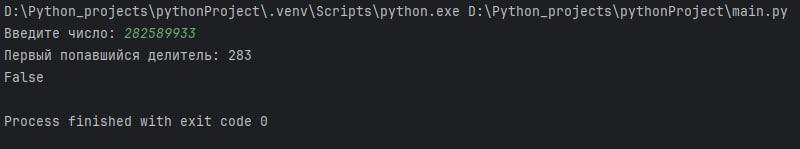 D:\Python_projects\pythonProject\.venv\Scripts\python.exe D:\Python_projects\pythonProject\main.py
Введите число: 282589933
Первый попавшийся делитель: 283
False
Process finished with exit code 0